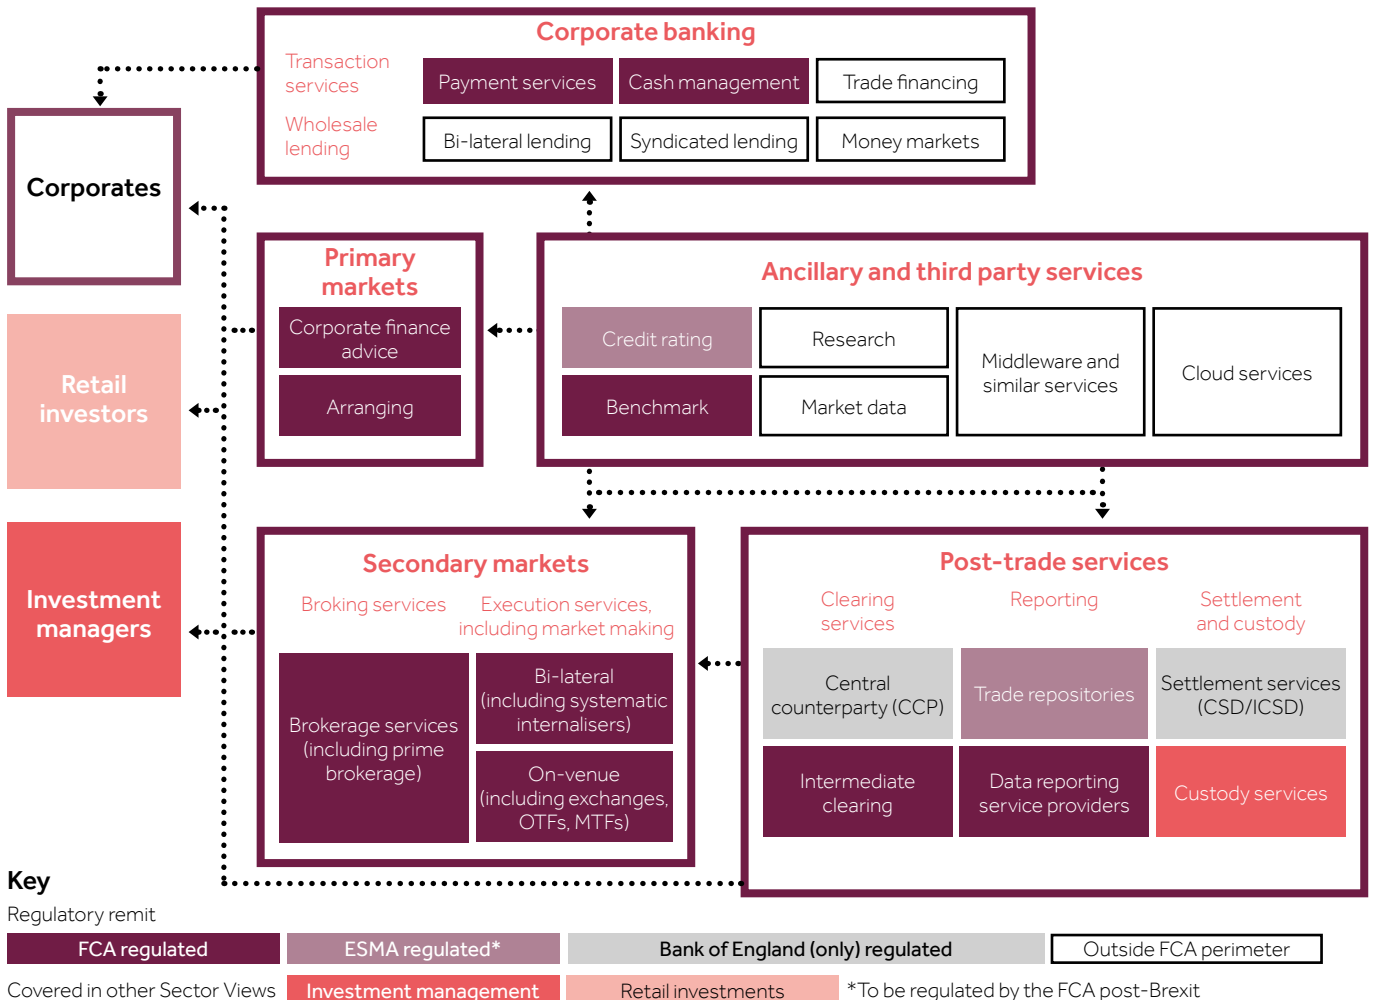 Corporate banking
Transaction
services
Payment services
Cash management
Trade financing
Wholesale
lending
Bi-lateral lending
Syndicated lending
Money markets
Corporates
Primary
markets
Corporate finance
advice
Arranging
Ancillary and third party services
Credit rating
Research
Middleware and
similar services
Cloud services
Benchmark
Market data
Retail
investors
Investment
managers
Secondary markets
Broking services
Execution services,
including market making
Brokerage services
(including prime
brokerage)
Bi-lateral
(including systematic
internalisers)
On-venue
(including exchanges,
OTFs, MTFs)
Post-trade services
Clearing
services
Reporting
Settlement
and custody
Central
counterparty (CCP)
Trade repositories
Settlement services
(CSD/ICSD)
Intermediate
clearing
Data reporting
service providers
Custody services
Key
Regulatory remit
FCA regulated
ESMA regulated*
Bank of England (only) regulated
Outside FCA perimeter
Covered in other Sector Views
Investment management
Retail investments
*To be regulated by the FCA post-Brexit